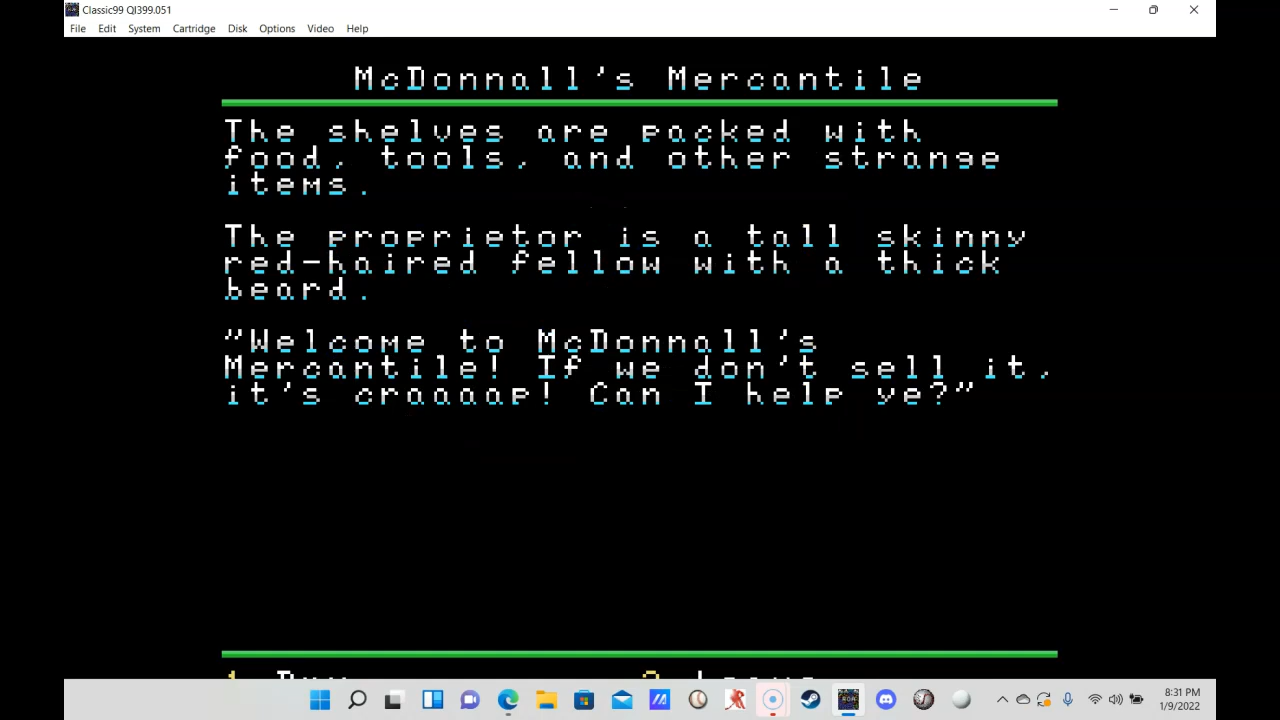 Classic99 QI399.051
File Edit System Cartridge Disk Options Video Help
McDonnall's Mercantile
The shelves are packed with
food, tools, and other strange
items.
The proprietor is a tall skinny
red-haired fellow with a thick
beard.
"Welcome to McDonnall's
Mercantile! If we don't sell it,
it's craaaap! Can I help ye?"
8:31 PM
1/9/2022